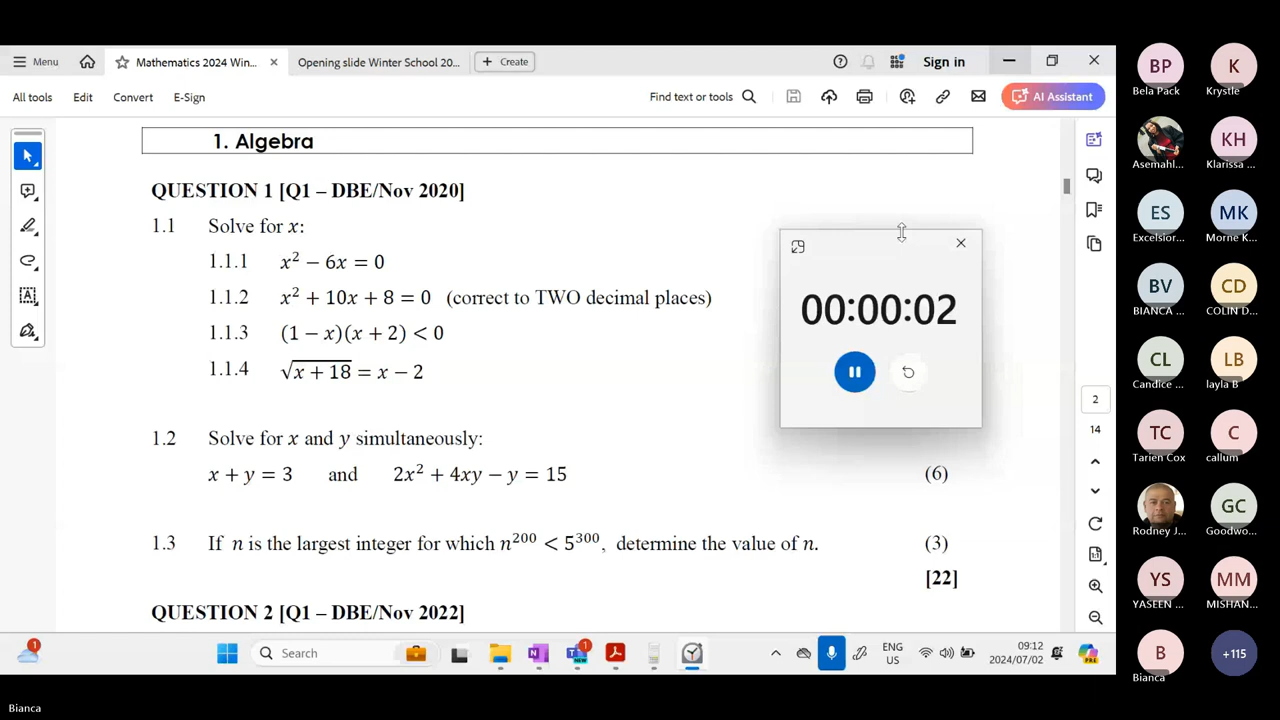 Menu
Mathematics 2024 Win...
Opening slide Winter School 20...
+ Create
Sign in
All tools
Edit
Convert
E-Sign
Find text or tools
AI Assistant
1. Algebra
QUESTION 1 [Q1 – DBE/Nov 2020]
1.1 Solve for x:
1.1.1 x² − 6x = 0
1.1.2 x² + 10x + 8 = 0 (correct to TWO decimal places)
1.1.3 (1 − x)(x + 2) < 0
1.1.4 √(x + 18) = x − 2
00:00:02
1.2 Solve for x and y simultaneously:
x + y = 3 and 2x² + 4xy − y = 15 (6)
1.3 If n is the largest integer for which n²⁰⁰ < 5³⁰⁰, determine the value of n. (3)
[22]
QUESTION 2 [Q1 – DBE/Nov 2022]
2
14
1
Search
1
ENG
US
09:12
2024/07/02
PRE
BP
Bela Pack
K
Krystle
Asemahl...
KH
Klarissa ...
ES
Excelsior...
MK
Morne K...
BV
BIANCA ...
CD
COLIN D...
CL
Candice ...
LB
layla B
TC
Tarien Cox
C
callum
Rodney J...
GC
Goodwo...
YS
YASEEN ...
MM
MISHAN...
B
Bianca
+115
Bianca